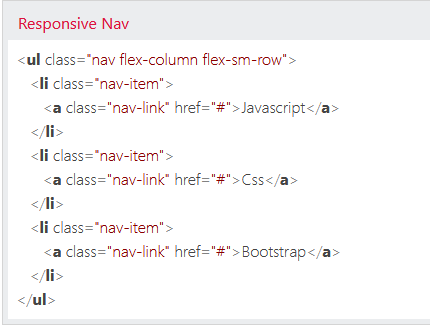 Responsive Nav
<ul class="nav flex-column flex-sm-row">
<li class="nav-item">
<a class="nav-link" href="#">Javascript</a>
</li>
<li class="nav-item">
<a class="nav-link" href="#">Css</a>
</li>
<li class="nav-item">
<a class="nav-link" href="#">Bootstrap</a>
</li>
</ul>